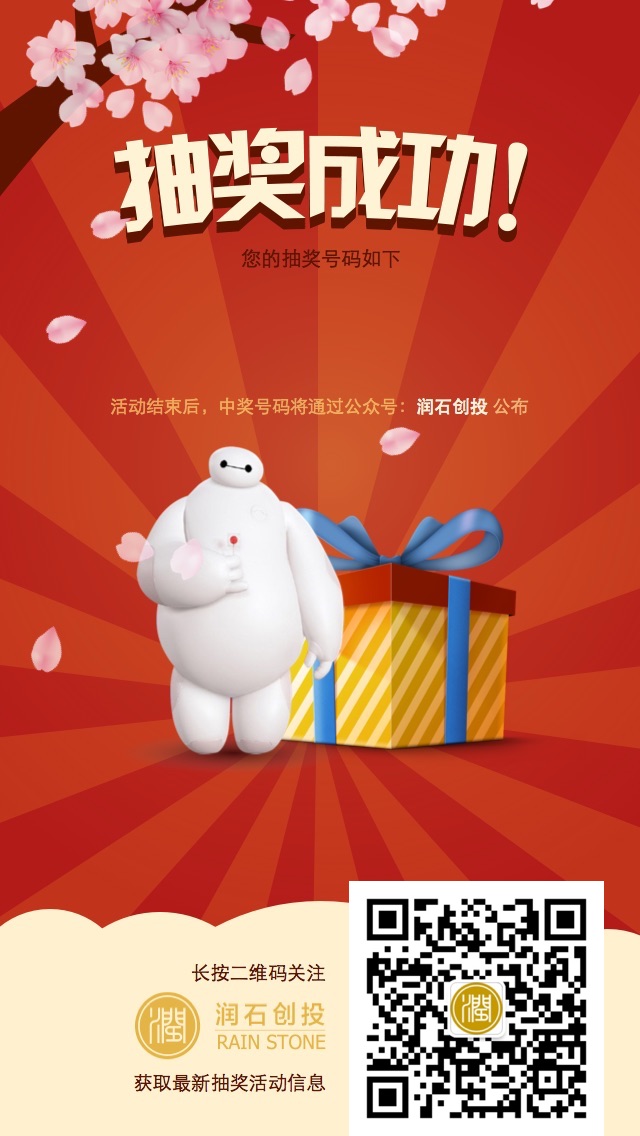 抽奖成功!
您的抽奖号码如下
活动结束后，中奖号码将通过公众号：润石创投 公布
长按二维码关注
润石创投
RAIN STONE
获取最新抽奖活动信息